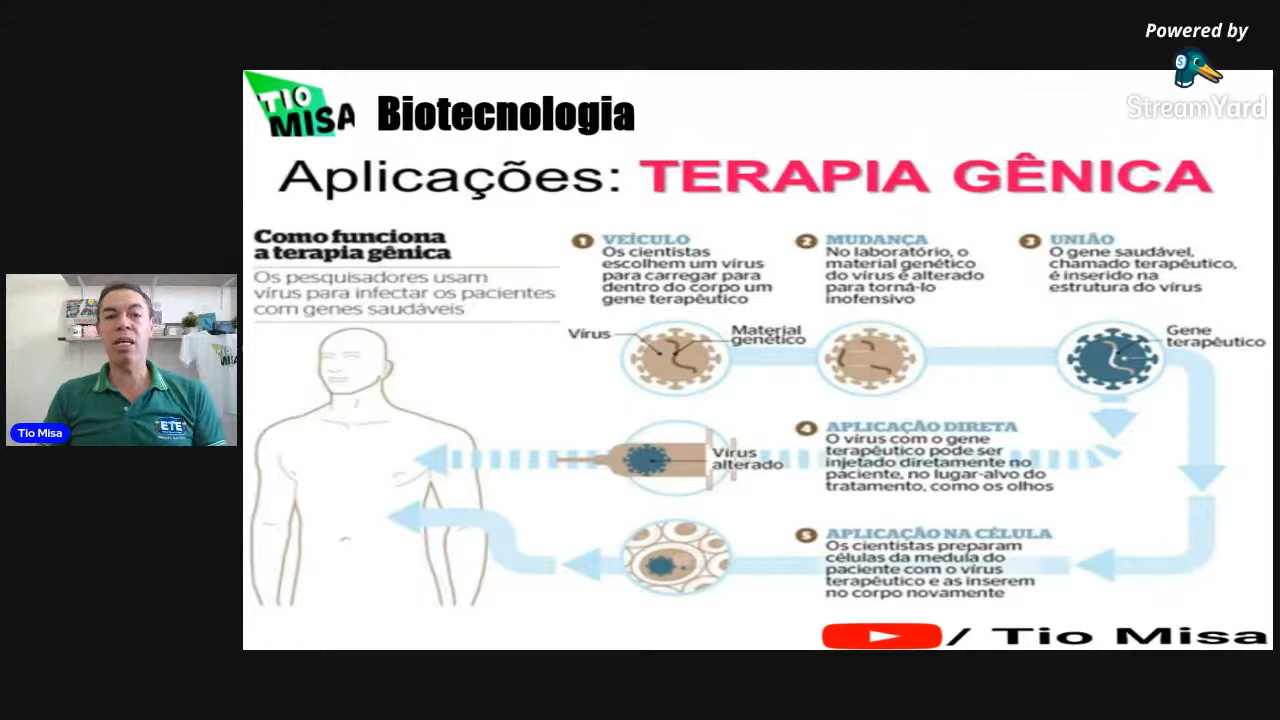 Powered by
StreamYard
TIO
MISA
Biotecnologia
Aplicações: TERAPIA GÊNICA
Como funciona
a terapia gênica
Os pesquisadores usam
vírus para infectar os pacientes
com genes saudáveis
1 VEÍCULO
Os cientistas
escolhem um vírus
para carregar para
dentro do corpo um
gene terapêutico
2 MUDANÇA
No laboratório, o
material genético
do vírus é alterado
para torná-lo
inofensivo
3 UNIÃO
O gene saudável,
chamado terapêutico,
é inserido na
estrutura do vírus
Vírus
Material
genético
Gene
terapêutico
4 APLICAÇÃO DIRETA
O vírus com o gene
terapêutico pode ser
injetado diretamente no
paciente, no lugar-alvo do
tratamento, como os olhos
Vírus
alterado
5 APLICAÇÃO NA CÉLULA
Os cientistas preparam
células da medula do
paciente com o vírus
terapêutico e as inserem
no corpo novamente
/ Tio Misa
ETE
Tio Misa